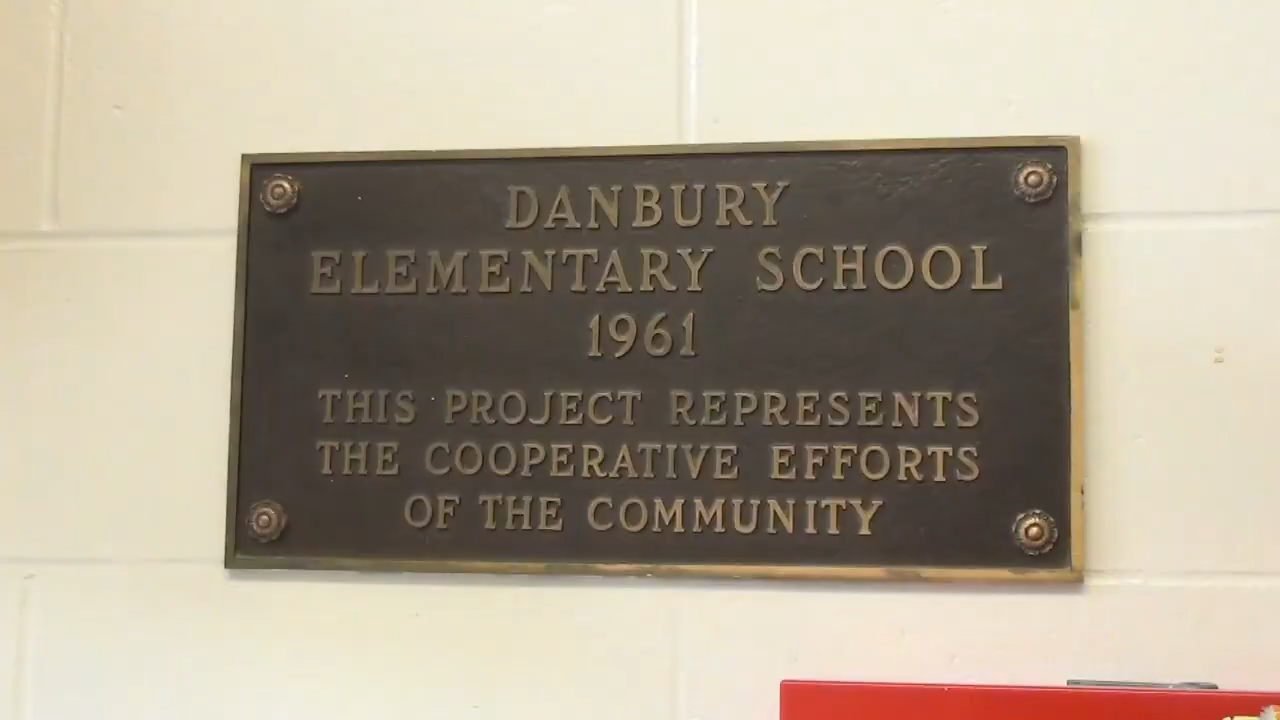 DANBURY
ELEMENTARY SCHOOL
1961
THIS PROJECT REPRESENTS
THE COOPERATIVE EFFORTS
OF THE COMMUNITY